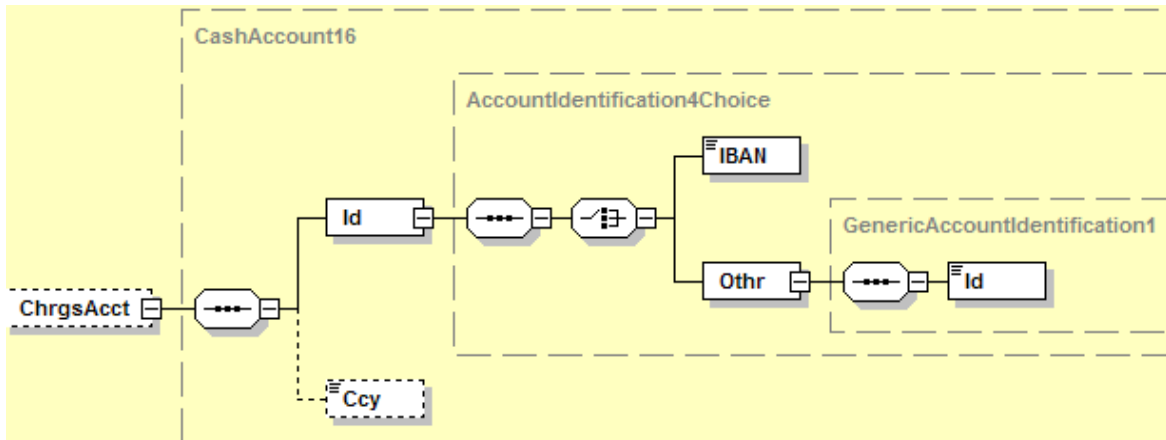 CashAccount16
AccountIdentification4Choice
IBAN
Id
GenericAccountIdentification1
Othr
Id
ChrgsAcct
Ccy